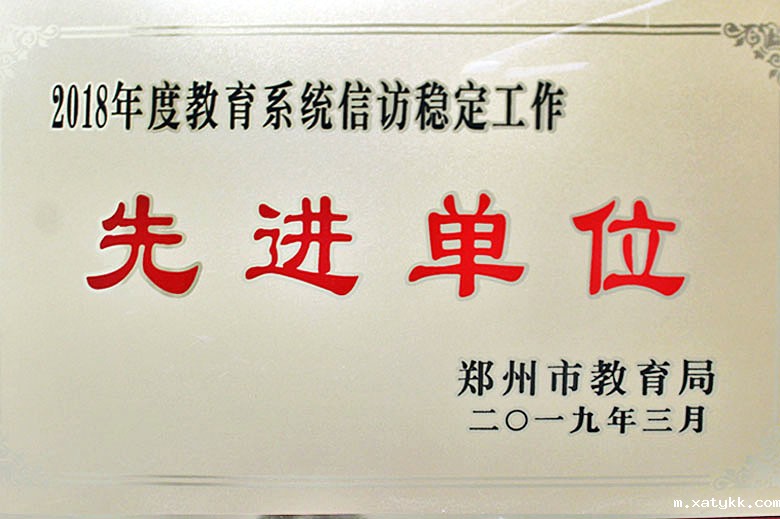 2018年度教育系统信访稳定工作
先进单位
郑州市教育局
二〇一九年三月
m.xatykk.com